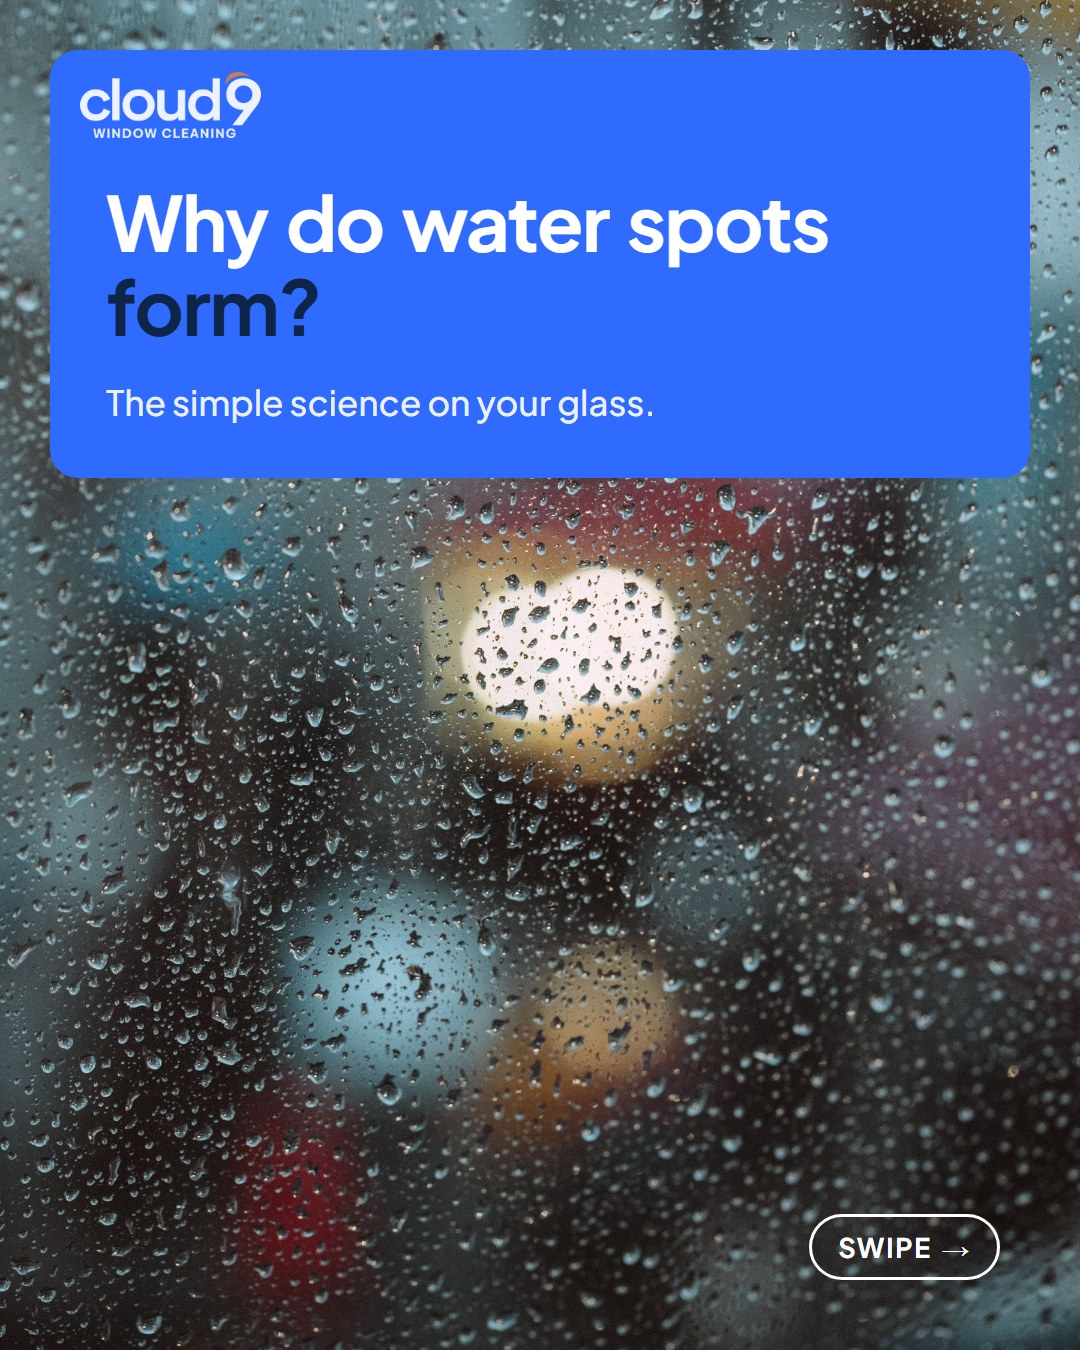 cloud9
WINDOW CLEANING
Why do water spots
form?
The simple science on your glass.
SWIPE →